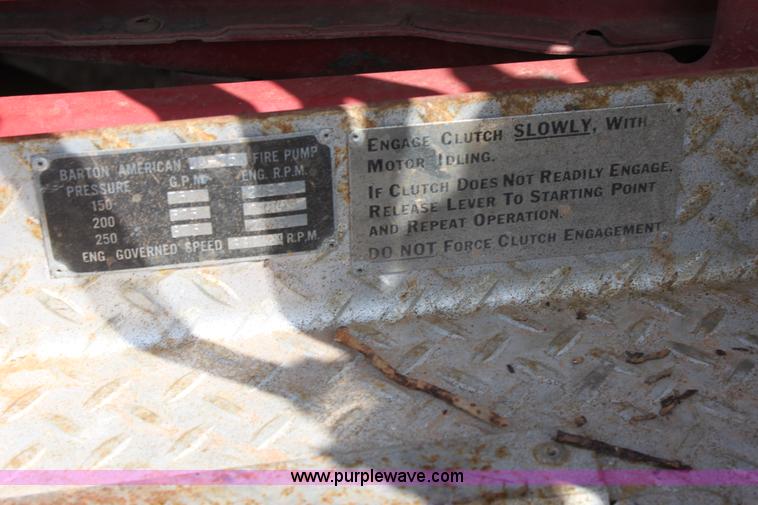 BARTON AMERICAN FIRE PUMP
PRESSURE G.P.M. ENG. R.P.M.
150
200
250
ENG. GOVERNED SPEED R.P.M.
ENGAGE CLUTCH SLOWLY, WITH
MOTOR IDLING.
IF CLUTCH DOES NOT READILY ENGAGE,
RELEASE LEVER TO STARTING POINT
AND REPEAT OPERATION.
DO NOT FORCE CLUTCH ENGAGEMENT
www.purplewave.com